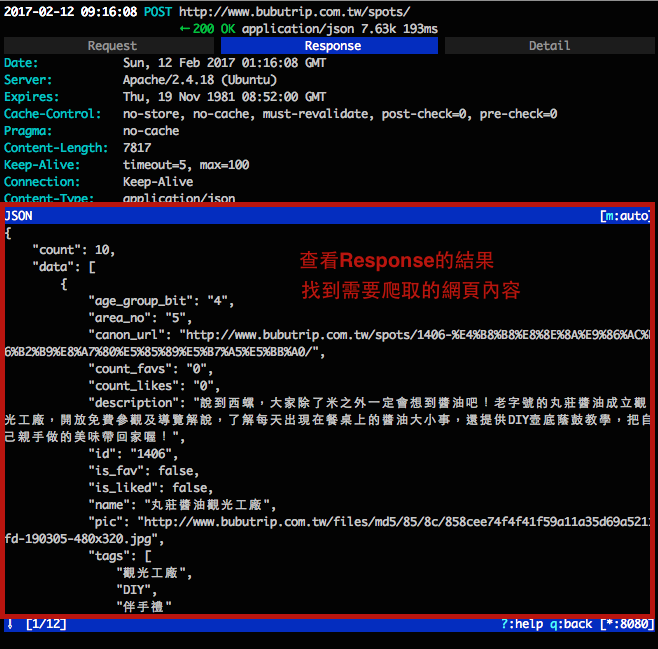 2017-02-12 09:16:08 POST http://www.bubutrip.com.tw/spots/
← 200 OK application/json 7.63k 193ms
Request Response Detail
Date: Sun, 12 Feb 2017 01:16:08 GMT
Server: Apache/2.4.18 (Ubuntu)
Expires: Thu, 19 Nov 1981 08:52:00 GMT
Cache-Control: no-store, no-cache, must-revalidate, post-check=0, pre-check=0
Pragma: no-cache
Content-Length: 7817
Keep-Alive: timeout=5, max=100
Connection: Keep-Alive
Content-Type: application/json
JSON [m:auto]
{
"count": 10,
"data": [
查看Response的結果
{
找到需要爬取的網頁內容
"age_group_bit": "4",
"area_no": "5",
"canon_url": "http://www.bubutrip.com.tw/spots/1406-%E4%B8%B8%E8%8E%8A%E9%86%AC%
6%B2%B9%E8%A7%80%E5%85%89%E5%B7%A5%E5%BB%A0/",
"count_favs": "0",
"count_likes": "0",
"description": "說到西螺，大家除了米之外一定會想到醬油吧！老字號的丸莊醬油成立觀
光工廠，開放免費參觀及導覽解說，了解每天出現在餐桌上的醬油大小事，還提供DIY壺底蔭鼓教學，把自
己親手做的美味帶回家喔！",
"id": "1406",
"is_fav": false,
"is_liked": false,
"name": "丸莊醬油觀光工廠",
"pic": "http://www.bubutrip.com.tw/files/md5/85/8c/858cee74f4f41f59a11a35d69a521
fd-190305-480x320.jpg",
"tags": [
"觀光工廠",
"DIY",
"伴手禮"
⇩ [1/12] ?:help q:back [*:8080]